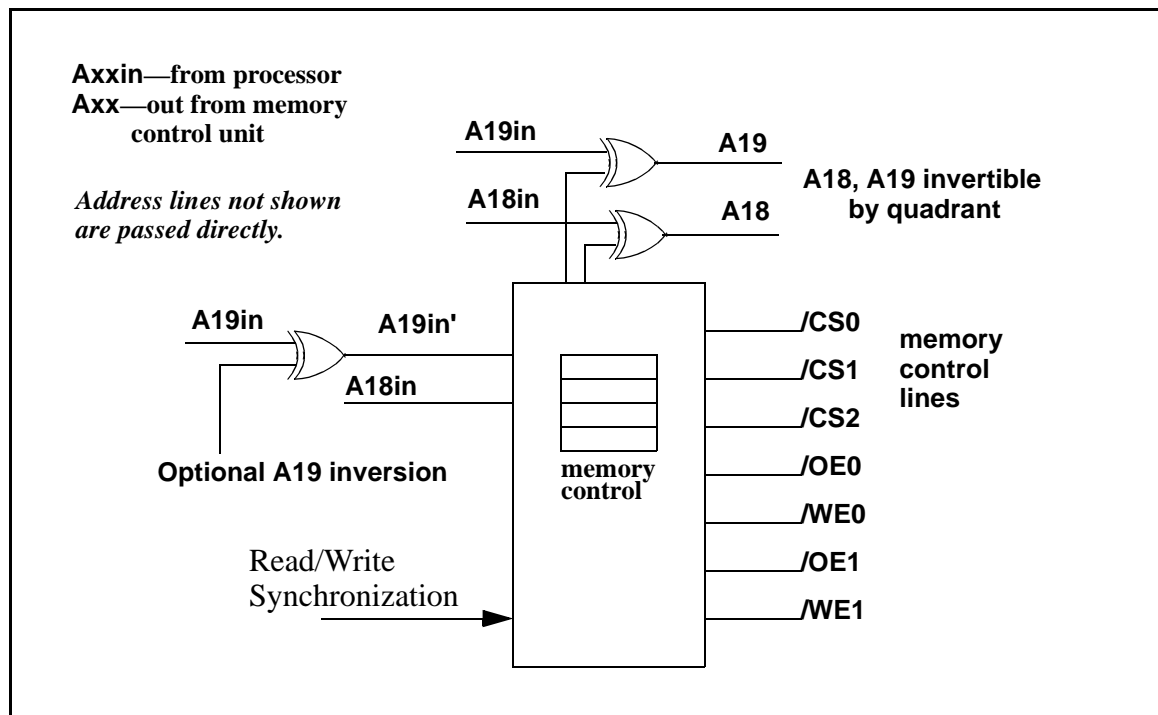 Axxin—from processor
Axx—out from memory
control unit
Address lines not shown
are passed directly.
A19in
A19
A18in
A18
A18, A19 invertible
by quadrant
A19in
A19in'
A18in
Optional A19 inversion
memory
control
Read/Write
Synchronization
/CS0
/CS1
/CS2
/OE0
/WE0
/OE1
/WE1
memory
control
lines